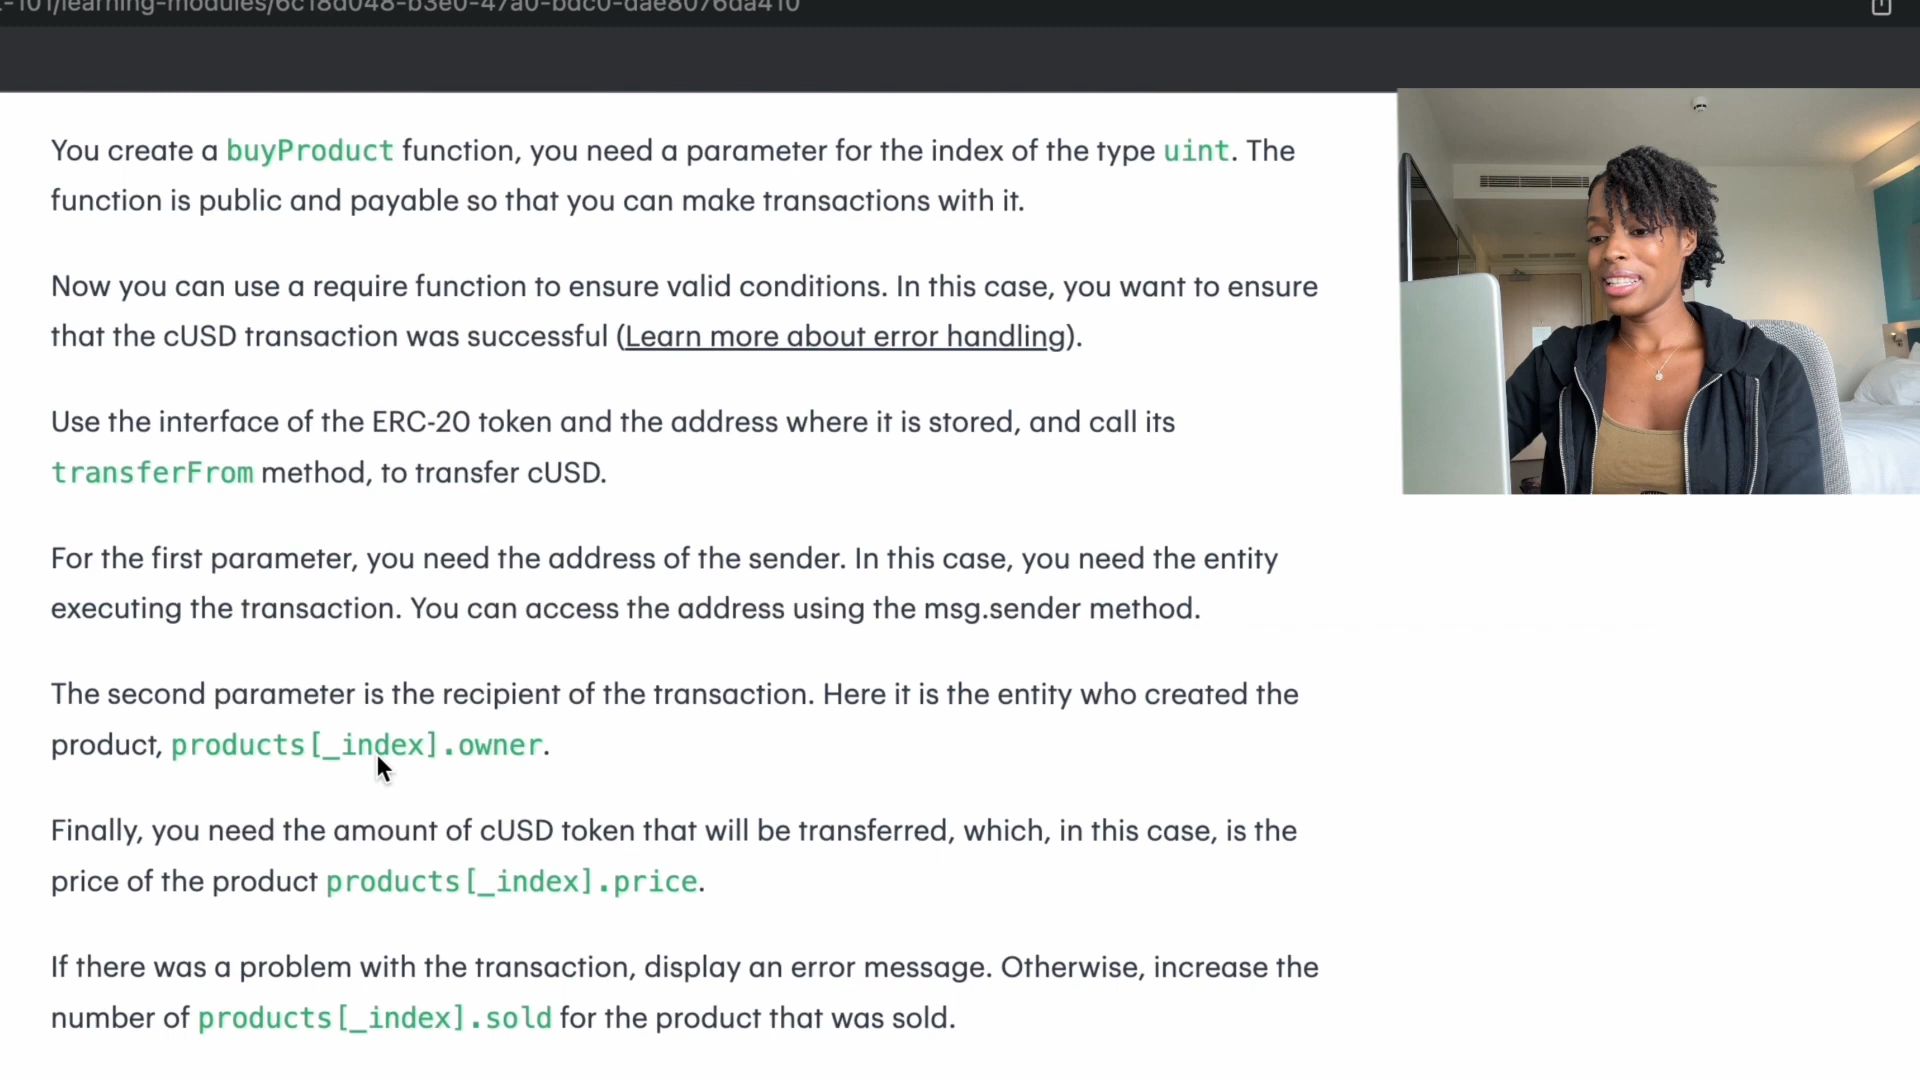 You create a buyProduct function, you need a parameter for the index of the type uint. The
function is public and payable so that you can make transactions with it.
Now you can use a require function to ensure valid conditions. In this case, you want to ensure
that the cUSD transaction was successful (Learn more about error handling).
Use the interface of the ERC-20 token and the address where it is stored, and call its
transferFrom method, to transfer cUSD.
For the first parameter, you need the address of the sender. In this case, you need the entity
executing the transaction. You can access the address using the msg.sender method.
The second parameter is the recipient of the transaction. Here it is the entity who created the
product, products[_index].owner.
Finally, you need the amount of cUSD token that will be transferred, which, in this case, is the
price of the product products[_index].price.
If there was a problem with the transaction, display an error message. Otherwise, increase the
number of products[_index].sold for the product that was sold.